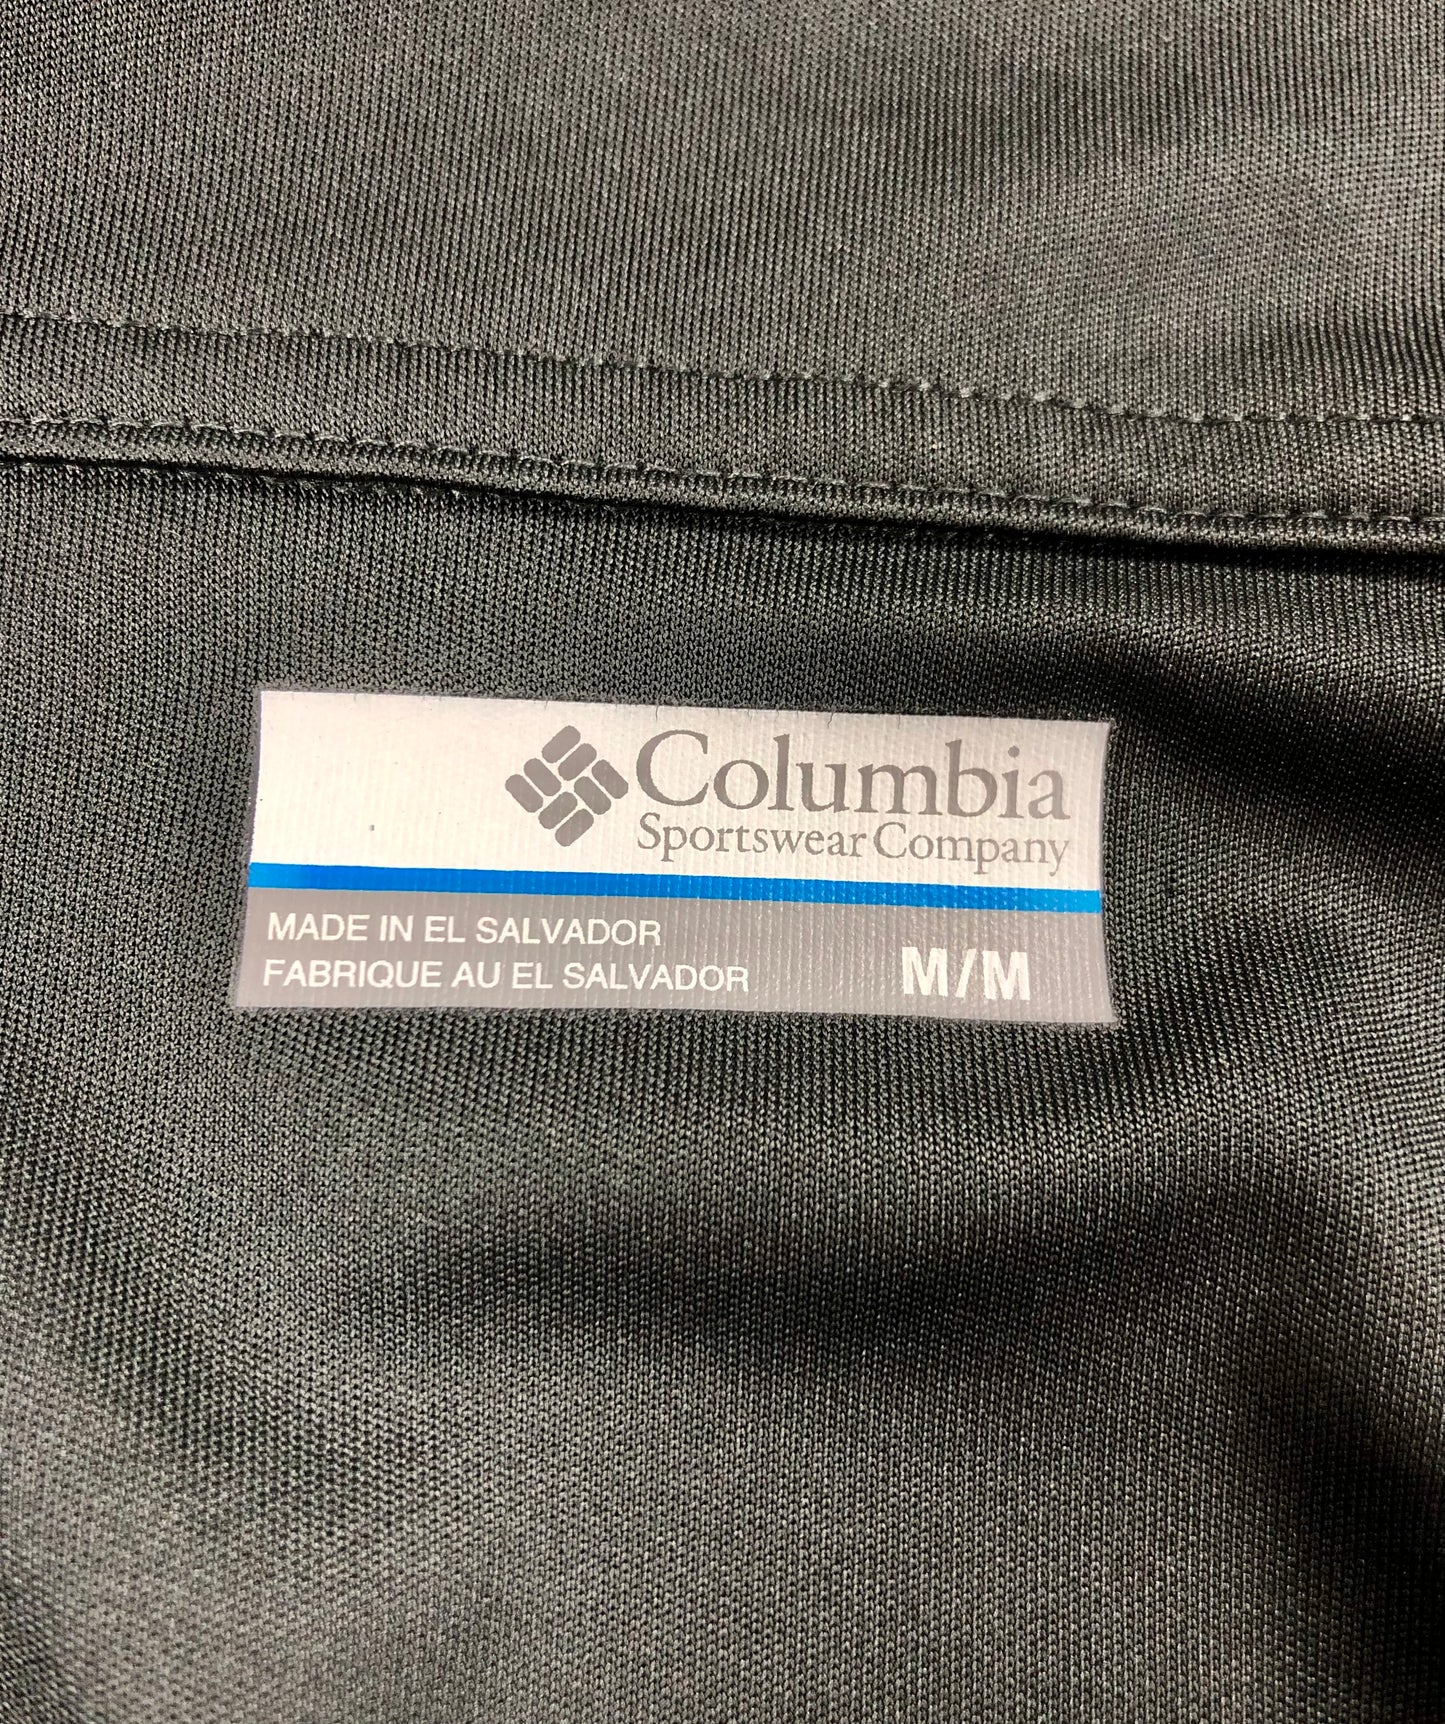 Columbia
Sportswear Company
MADE IN EL SALVADOR
FABRIQUE AU EL SALVADOR
M/M